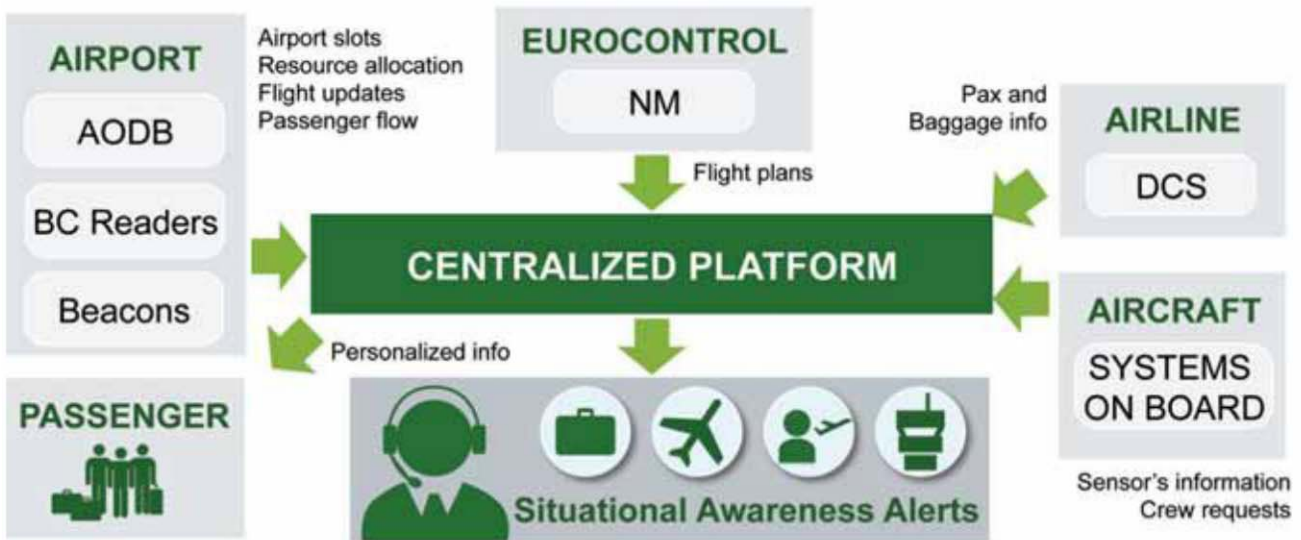 AIRPORT
AODB
BC Readers
Beacons
Airport slots
Resource allocation
Flight updates
Passenger flow
EUROCONTROL
NM
Flight plans
Pax and
Baggage info
AIRLINE
DCS
CENTRALIZED PLATFORM
AIRCRAFT
SYSTEMS
ON BOARD
Sensor's information
Crew requests
Personalized info
PASSENGER
Situational Awareness Alerts